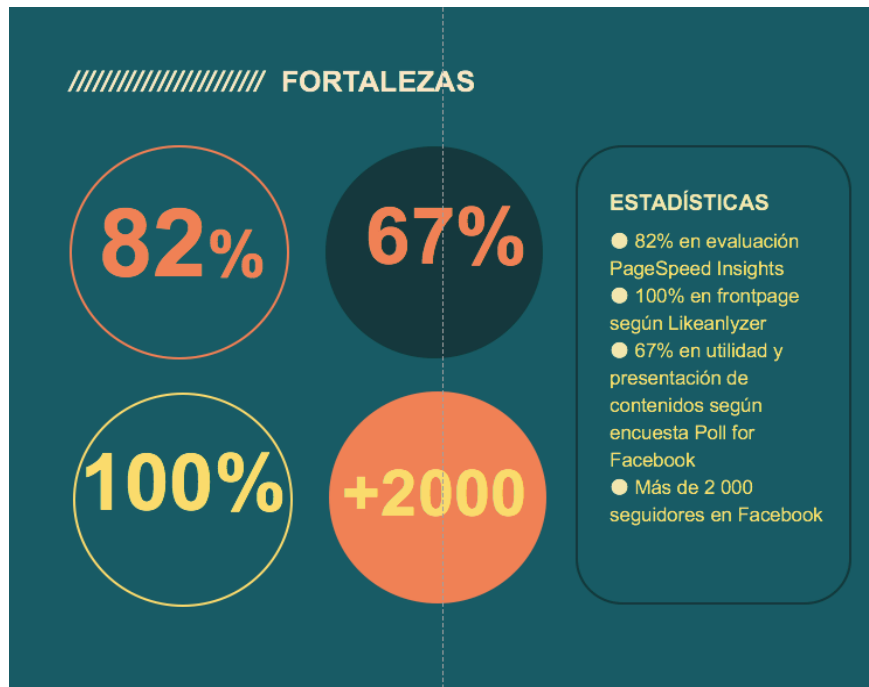 ////////////////////////// FORTALEZAS
82%
67%
100%
+2000
ESTADÍSTICAS
● 82% en evaluación
PageSpeed Insights
● 100% en frontpage
según Likeanlyzer
● 67% en utilidad y
presentación de
contenidos según
encuesta Poll for
Facebook
● Más de 2 000
seguidores en Facebook